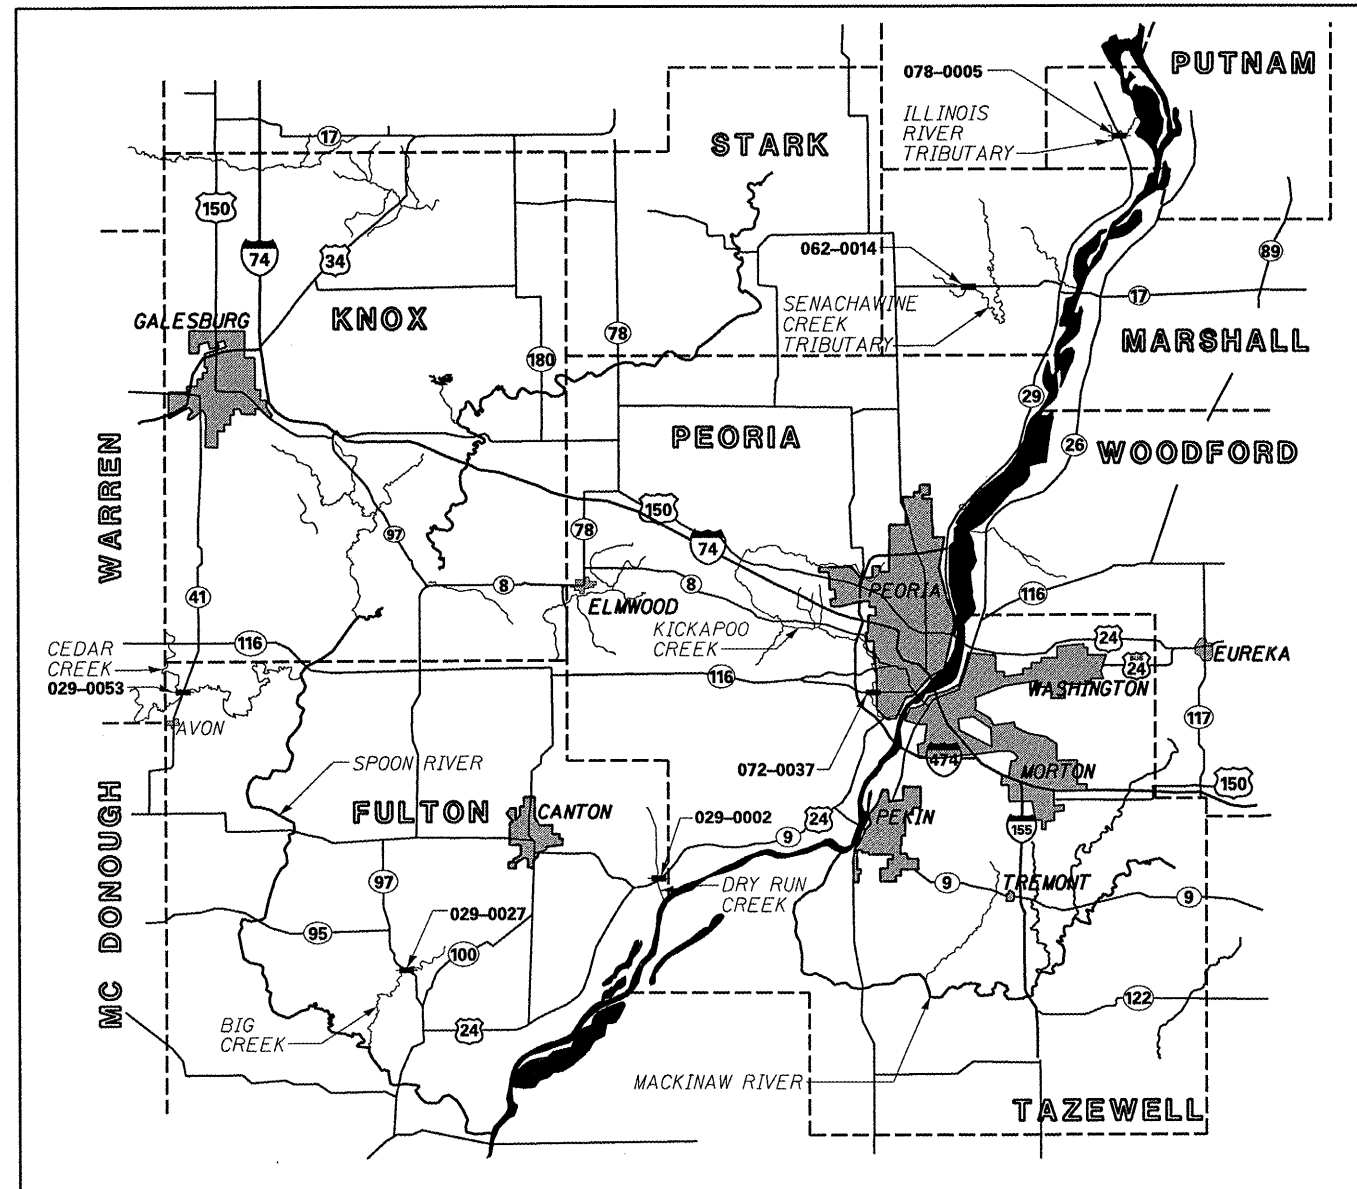 PUTNAM
078-0005
ILLINOIS
RIVER
TRIBUTARY
17
STARK
150
74
34
062-0014
89
SENACHAWINE
CREEK
TRIBUTARY
17
GALESBURG
KNOX
78
180
MARSHALL
29
26
PEORIA
WOODFORD
WARREN
150
78
97
74
8
8
ELMWOOD
PEORIA
116
41
KICKAPOO
CREEK
116
24
CEDAR
CREEK
029-0053
BUS
24
EUREKA
116
WASHINGTON
AVON
117
SPOON RIVER
072-0037
474
MORTON
150
MC DONOUGH
FULTON
CANTON
029-0002
24
PEKIN
9
155
97
DRY RUN
CREEK
9
TREMONT
9
029-0027
95
100
BIG
CREEK
24
122
MACKINAW RIVER
TAZEWELL